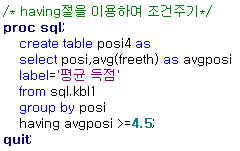 /* having절을 이용하여 조건주기*/
proc sql;
create table posi4 as
select posi,avg(freeth) as avgposi
label='평균 득점'
from sql.kbl1
group by posi
having avgposi >=4.5;
quit;